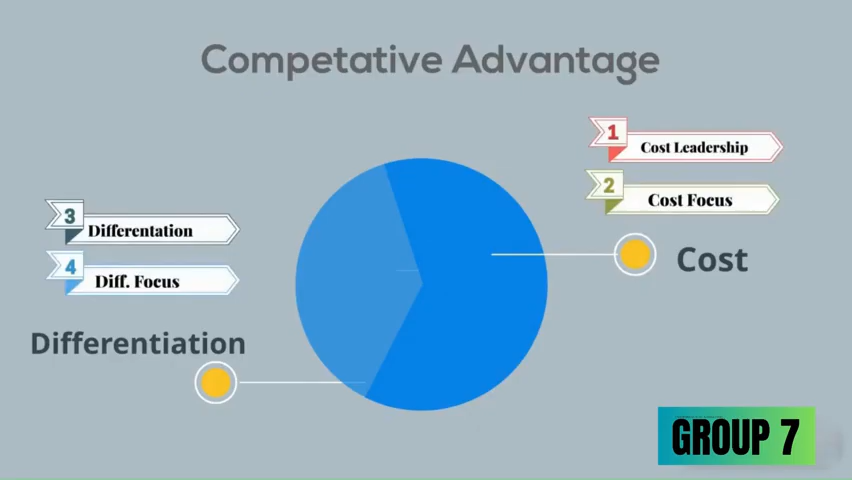 Competative Advantage
1
Cost Leadership
2
Cost Focus
Cost
3
Differentation
4
Diff. Focus
Differentiation
GROUP 7